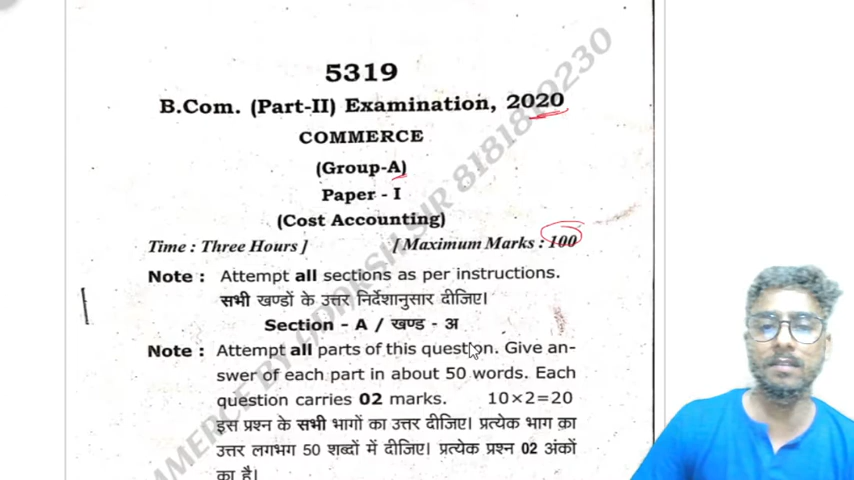 5319
B.Com. (Part-II) Examination, 2020
COMMERCE
(Group-A)
Paper - I
(Cost Accounting)
Time : Three Hours ] [ Maximum Marks : 100
Note : Attempt all sections as per instructions.
सभी खण्डों के उत्तर निर्देशानुसार दीजिए।
Section - A / खण्ड - अ
Note : Attempt all parts of this question. Give an-
swer of each part in about 50 words. Each
question carries 02 marks. 10×2=20
इस प्रश्न के सभी भागों का उत्तर दीजिए। प्रत्येक भाग का
उत्तर लगभग 50 शब्दों में दीजिए। प्रत्येक प्रश्न 02 अंकों
का है।